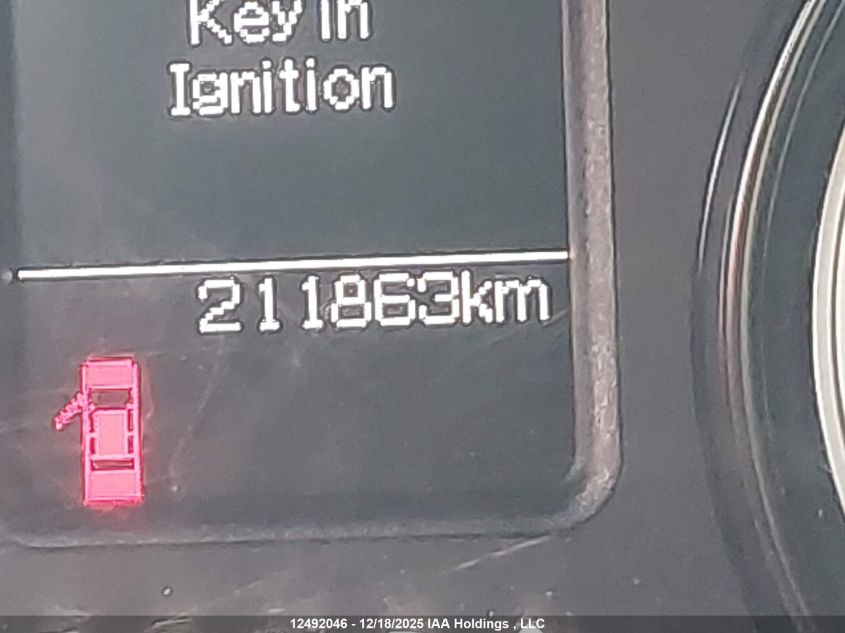 Key in
Ignition
211863km
12492046 - 12/18/2025 IAA Holdings , LLC